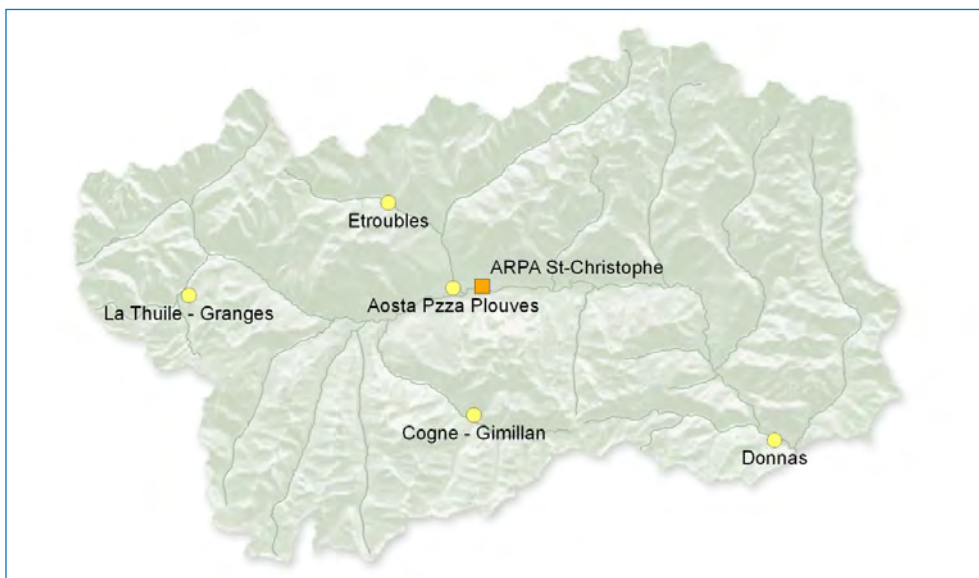 Etroubles
ARPA St-Christophe
La Thuile - Granges
Aosta Pzza Plouves
Cogne - Gimillan
Donnas